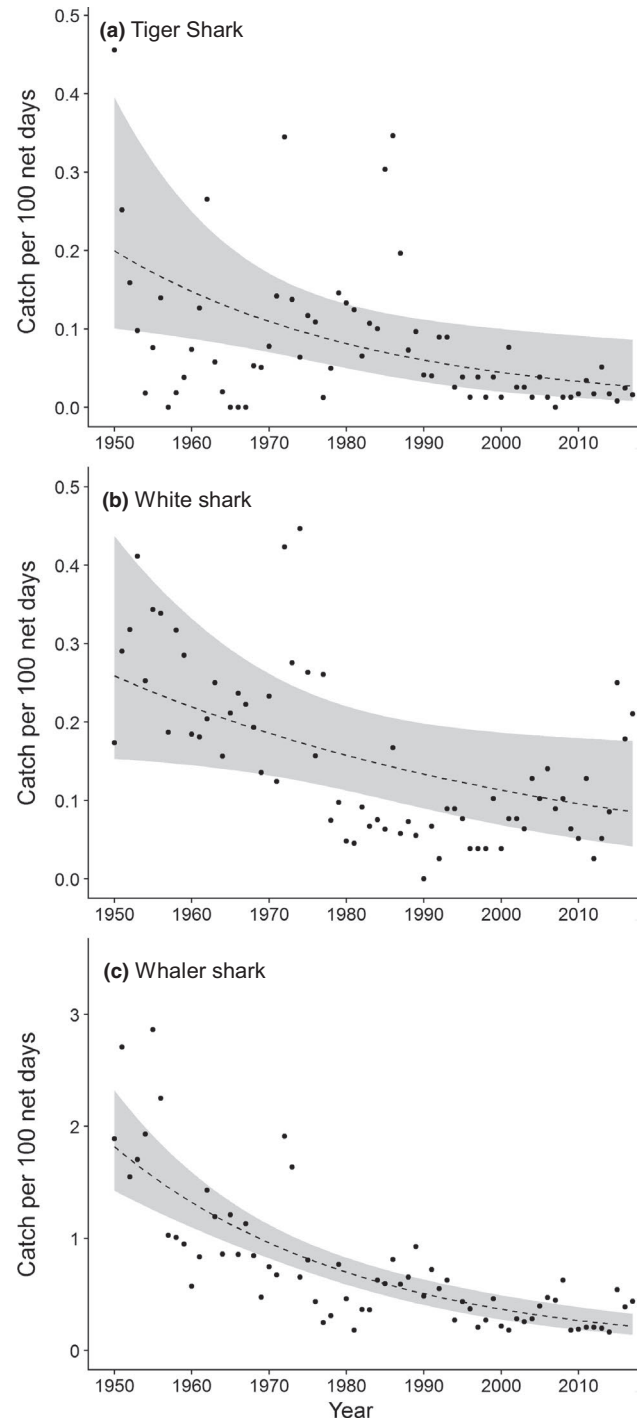 (a) Tiger Shark
Catch per 100 net days
0.5
0.4
0.3
0.2
0.1
0.0
1950 1960 1970 1980 1990 2000 2010
(b) White shark
Catch per 100 net days
0.5
0.4
0.3
0.2
0.1
0.0
1950 1960 1970 1980 1990 2000 2010
(c) Whaler shark
Catch per 100 net days
3
2
1
0
1950 1960 1970 1980 1990 2000 2010
Year